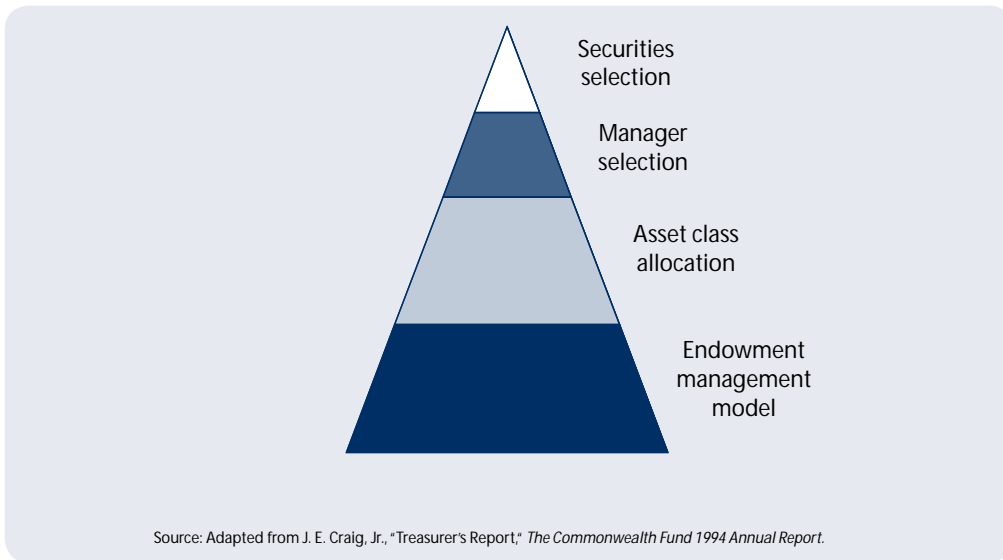 Securities
selection
Manager
selection
Asset class
allocation
Endowment
management
model
Source: Adapted from J. E. Craig, Jr., "Treasurer's Report," The Commonwealth Fund 1994 Annual Report.